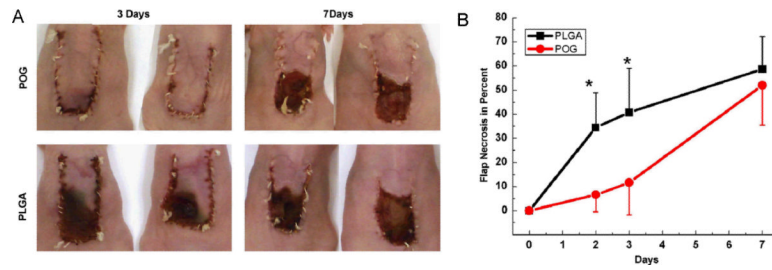 A
3 Days
7Days
POG
PLGA
B
PLGA
POG
*
*
Flap Necrosis in Percent
80
70
60
50
40
30
20
10
0
0 1 2 3 4 5 6 7
Days